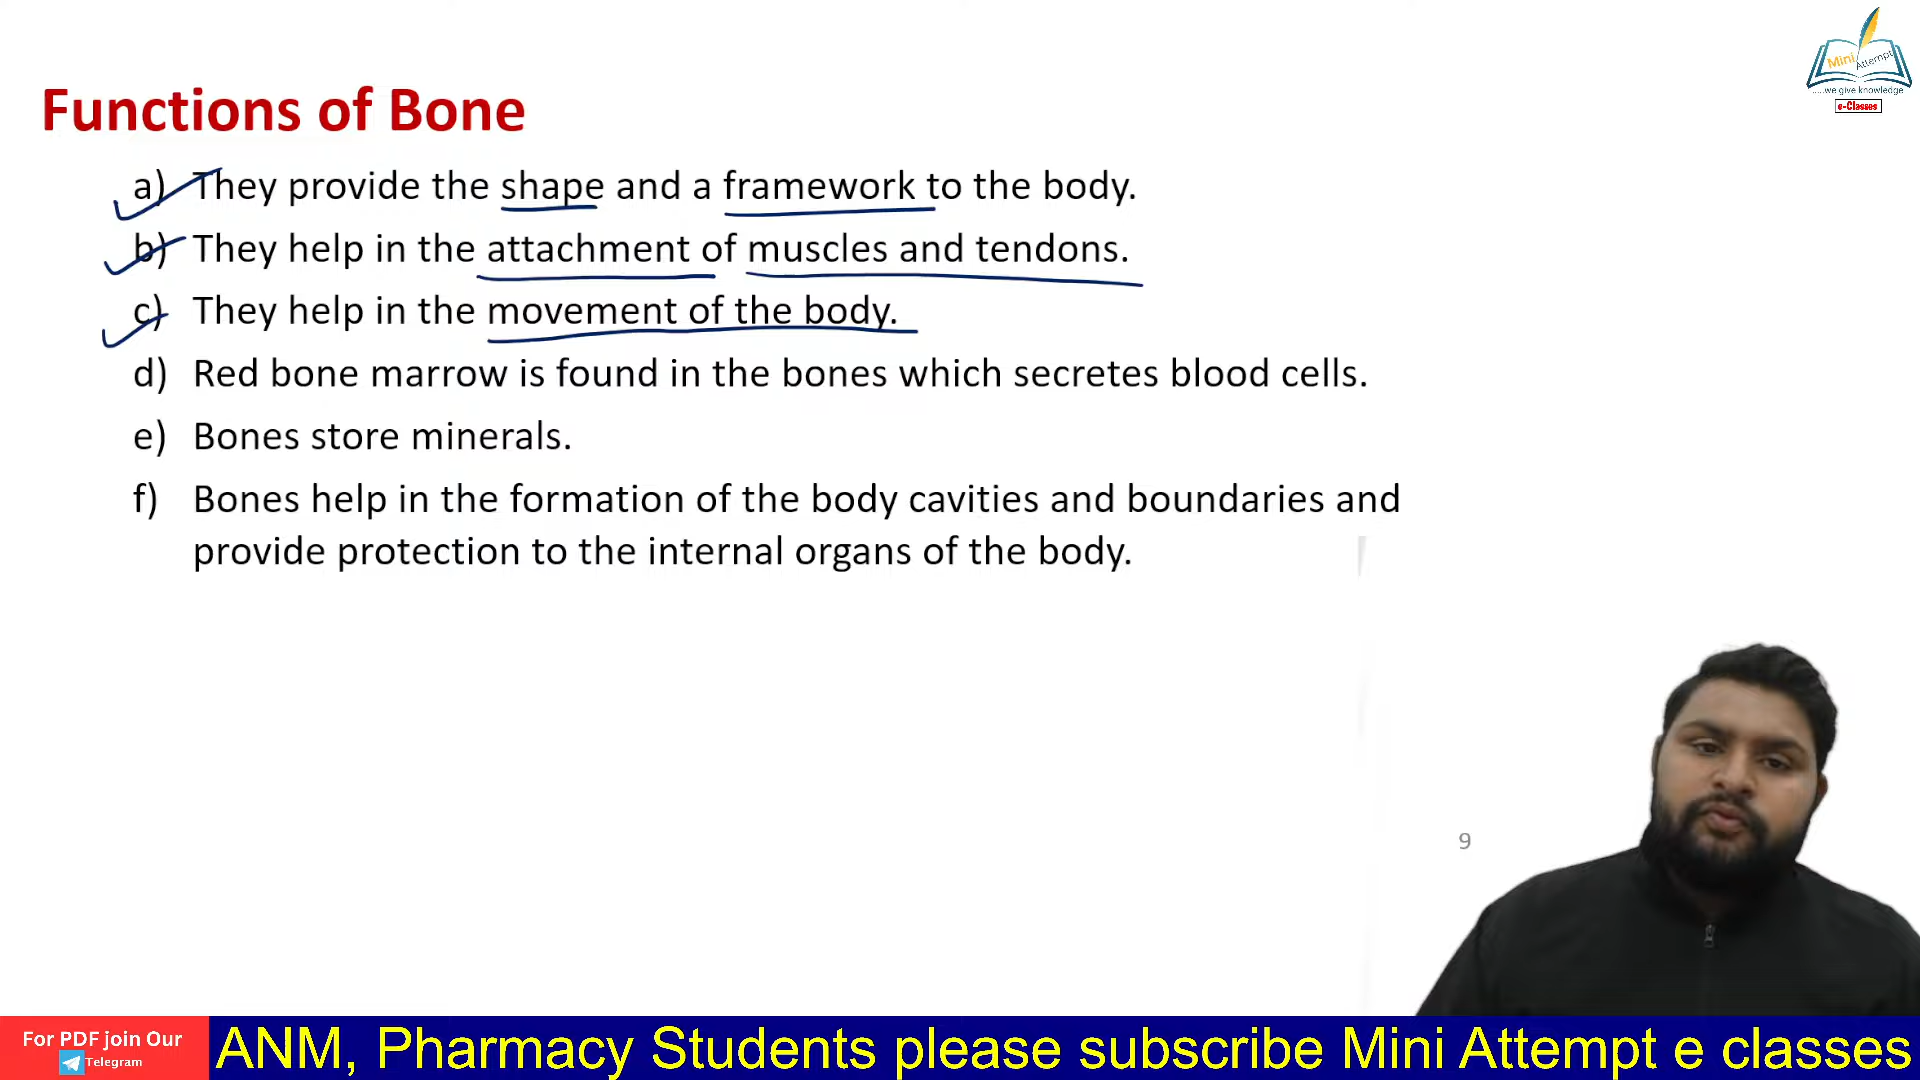 Mini Attempt
.....we give knowledge
e-Classes
Functions of Bone
a) They provide the shape and a framework to the body.
b) They help in the attachment of muscles and tendons.
c) They help in the movement of the body.
d) Red bone marrow is found in the bones which secretes blood cells.
e) Bones store minerals.
f) Bones help in the formation of the body cavities and boundaries and
provide protection to the internal organs of the body.
9
For PDF join Our
Telegram
ANM, Pharmacy Students please subscribe Mini Attempt e classes